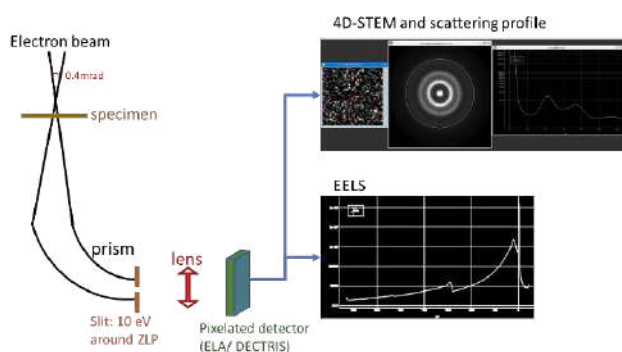 4D-STEM and scattering profile
Electron beam
0.4mrad
specimen
EELS
prism
lens
Slit: 10 eV
around ZLP
Pixelated detector
(ELA/ DECTRIS)